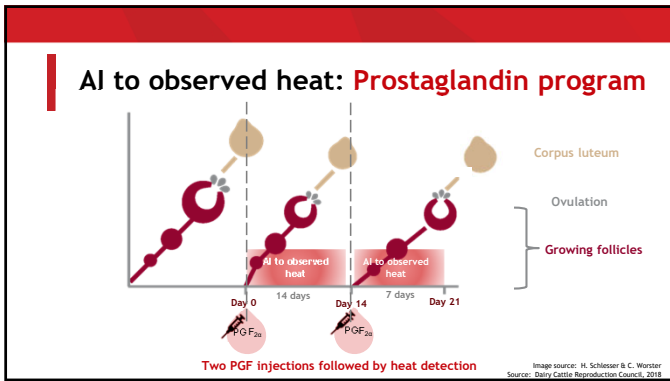 AI to observed heat: Prostaglandin program
Corpus luteum
Ovulation
Growing follicles
AI to observed
heat
AI to observed
heat
14 days
7 days
Day 0
Day 14
Day 21
PGF2α
PGF2α
Two PGF injections followed by heat detection
Image source: H. Schlesser & C. Worster
Source: Dairy Cattle Reproduction Council, 2018